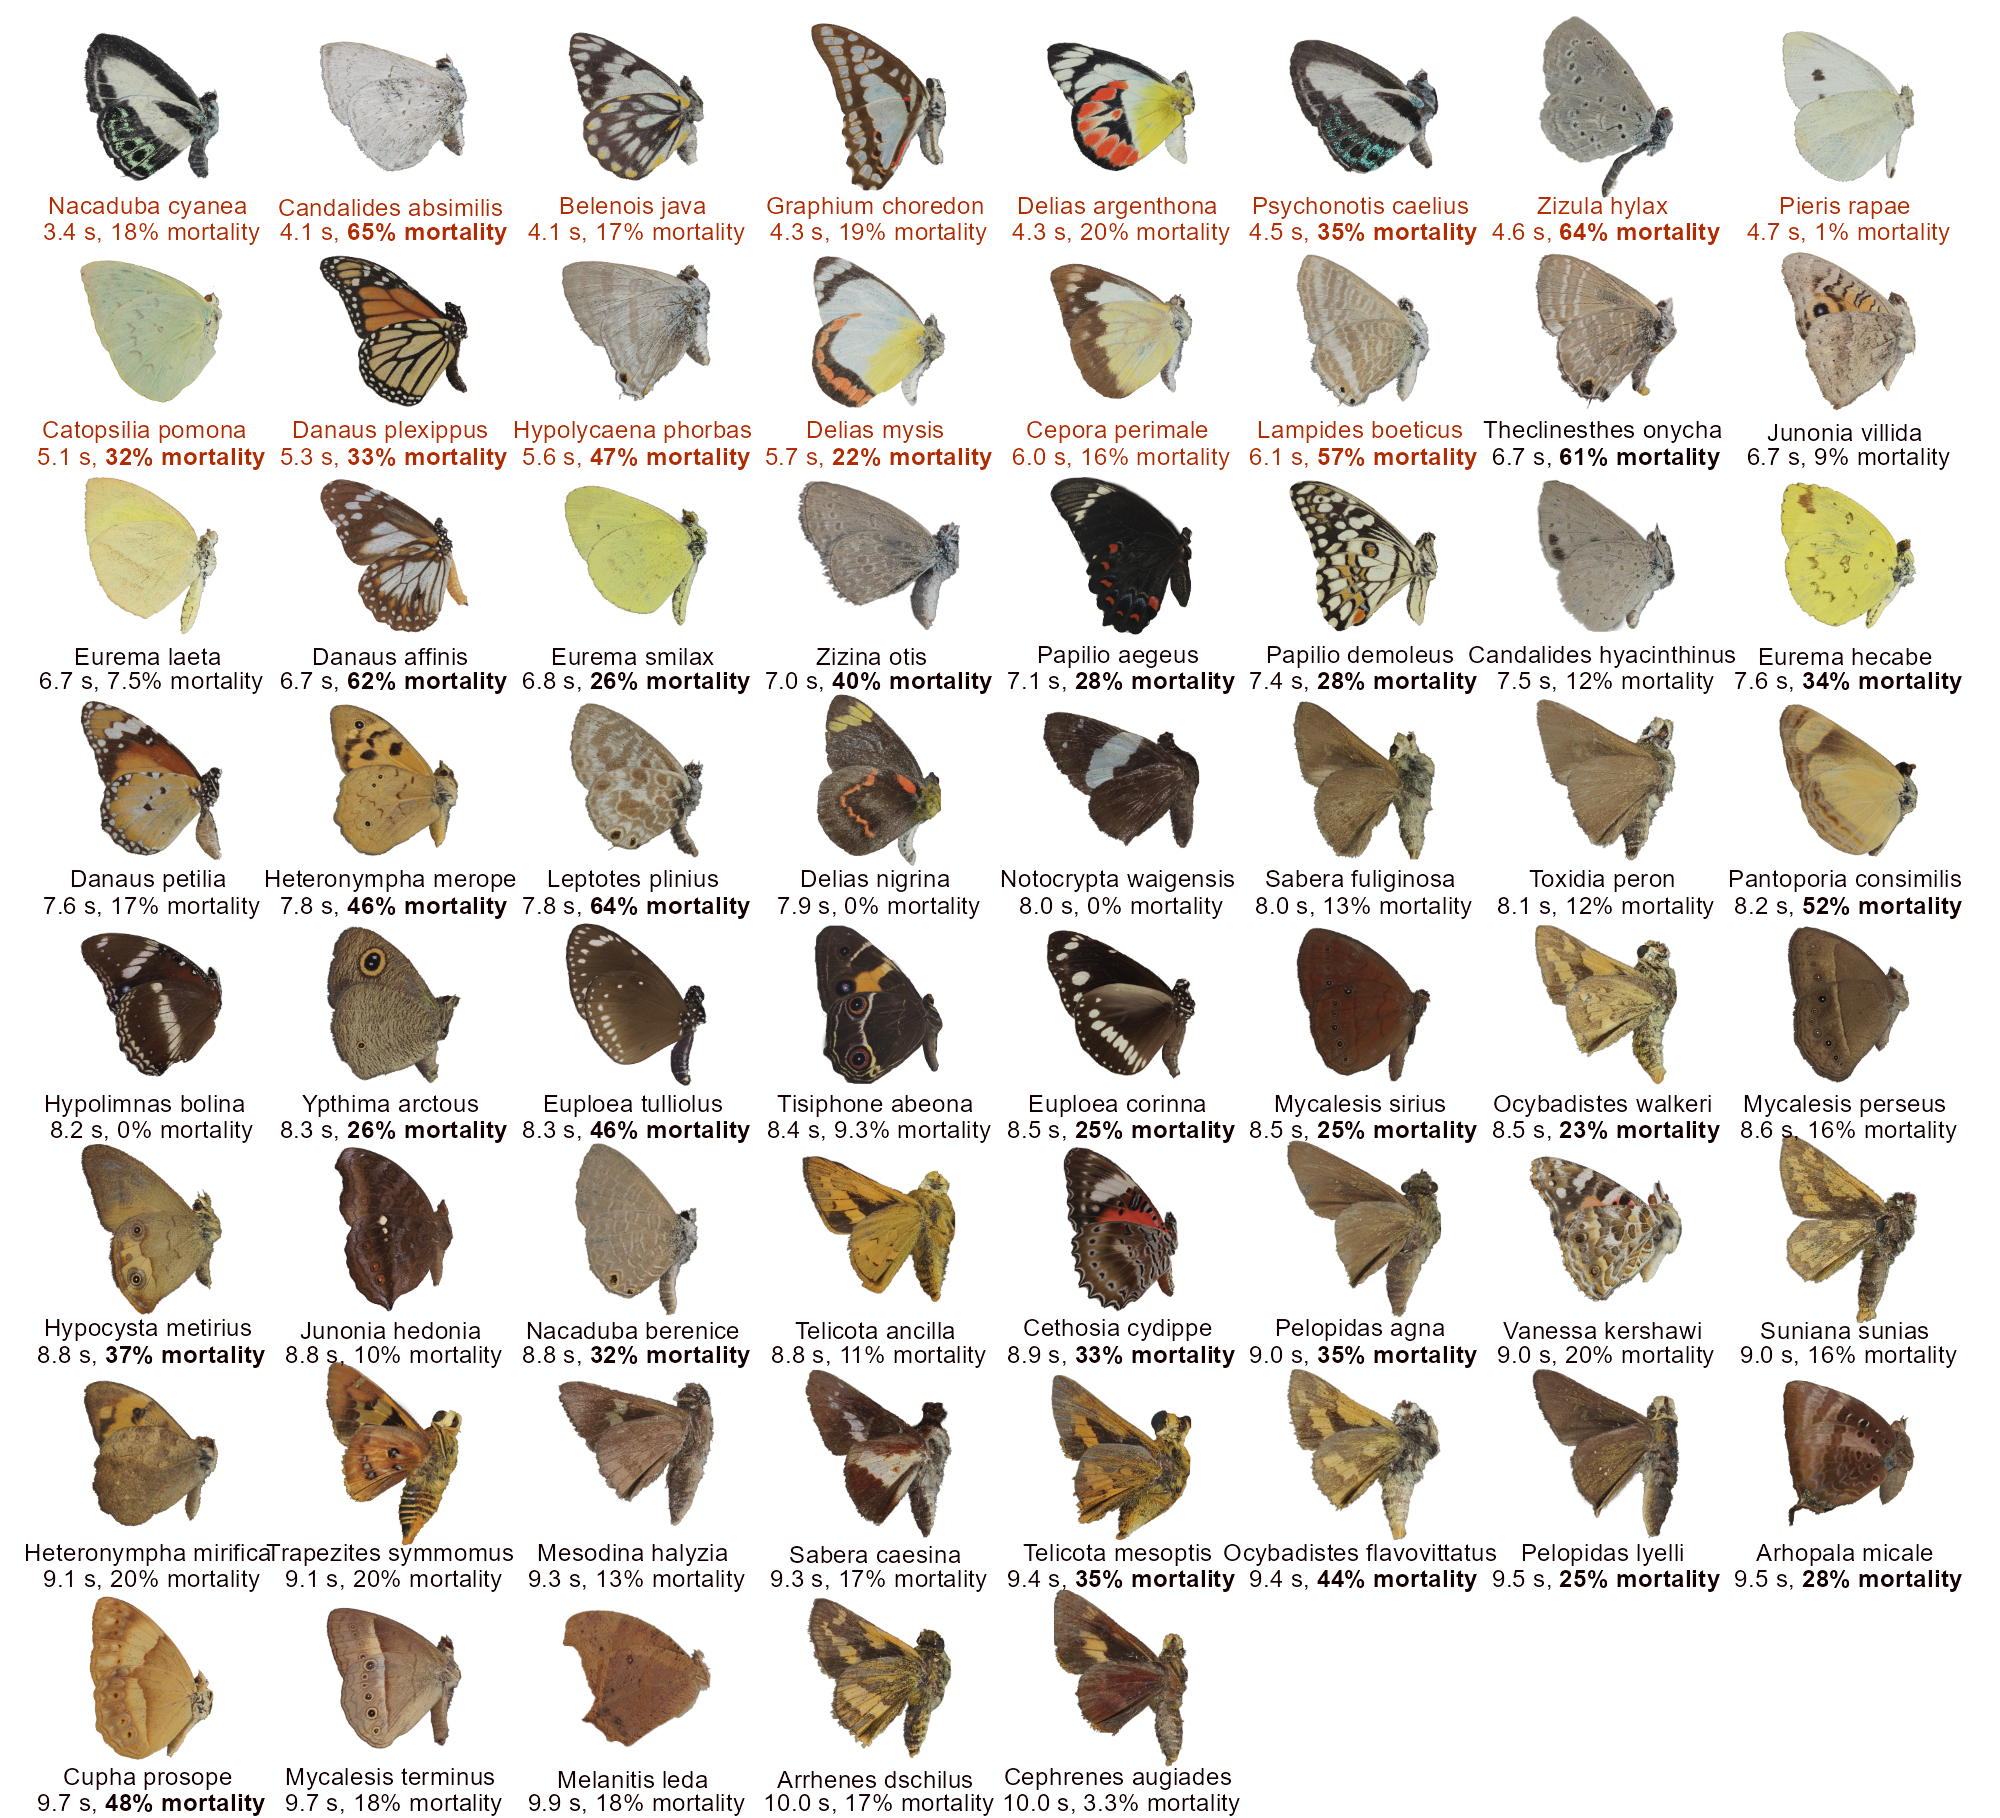 Nacaduba cyanea
3.4 s, 18% mortality
Candalides absimilis
4.1 s, 65% mortality
Belenois java
4.1 s, 17% mortality
Graphium choredon
4.3 s, 19% mortality
Delias argenthona
4.3 s, 20% mortality
Psychonotis caelius
4.5 s, 35% mortality
Zizula hylax
4.6 s, 64% mortality
Pieris rapae
4.7 s, 1% mortality
Catopsilia pomona
5.1 s, 32% mortality
Danaus plexippus
5.3 s, 33% mortality
Hypolycaena phorbas
5.6 s, 47% mortality
Delias mysis
5.7 s, 22% mortality
Cepora perimale
6.0 s, 16% mortality
Lampides boeticus
6.1 s, 57% mortality
Theclinesthes onycha
6.7 s, 61% mortality
Junonia villida
6.7 s, 9% mortality
Eurema laeta
6.7 s, 7.5% mortality
Danaus affinis
6.7 s, 62% mortality
Eurema smilax
6.8 s, 26% mortality
Zizina otis
7.0 s, 40% mortality
Papilio aegeus
7.1 s, 28% mortality
Papilio demoleus
7.4 s, 28% mortality
Candalides hyacinthinus
7.5 s, 12% mortality
Eurema hecabe
7.6 s, 34% mortality
Danaus petilia
7.6 s, 17% mortality
Heteronympha merope
7.8 s, 46% mortality
Leptotes plinius
7.8 s, 64% mortality
Delias nigrina
7.9 s, 0% mortality
Notocrypta waigensis
8.0 s, 0% mortality
Sabera fuliginosa
8.0 s, 13% mortality
Toxidia peron
8.1 s, 12% mortality
Pantoporia consimilis
8.2 s, 52% mortality
Hypolimnas bolina
8.2 s, 0% mortality
Ypthima arctous
8.3 s, 26% mortality
Euploea tulliolus
8.3 s, 46% mortality
Tisiphone abeona
8.4 s, 9.3% mortality
Euploea corinna
8.5 s, 25% mortality
Mycalesis sirius
8.5 s, 25% mortality
Ocybadistes walkeri
8.5 s, 23% mortality
Mycalesis perseus
8.6 s, 16% mortality
Hypocysta metirius
8.8 s, 37% mortality
Junonia hedonia
8.8 s, 10% mortality
Nacaduba berenice
8.8 s, 32% mortality
Telicota ancilla
8.8 s, 11% mortality
Cethosia cydippe
8.9 s, 33% mortality
Pelopidas agna
9.0 s, 35% mortality
Vanessa kershawi
9.0 s, 20% mortality
Suniana sunias
9.0 s, 16% mortality
Heteronympha mirifica
9.1 s, 20% mortality
Trapezites symmomus
9.1 s, 20% mortality
Mesodina halyzia
9.3 s, 13% mortality
Sabera caesina
9.3 s, 17% mortality
Telicota mesoptis
9.4 s, 35% mortality
Ocybadistes flavovittatus
9.4 s, 44% mortality
Pelopidas lyelli
9.5 s, 25% mortality
Arhopala micale
9.5 s, 28% mortality
Cupha prosope
9.7 s, 48% mortality
Mycalesis terminus
9.7 s, 18% mortality
Melanitis leda
9.9 s, 18% mortality
Arrhenes dschilus
10.0 s, 17% mortality
Cephrenes augiades
10.0 s, 3.3% mortality